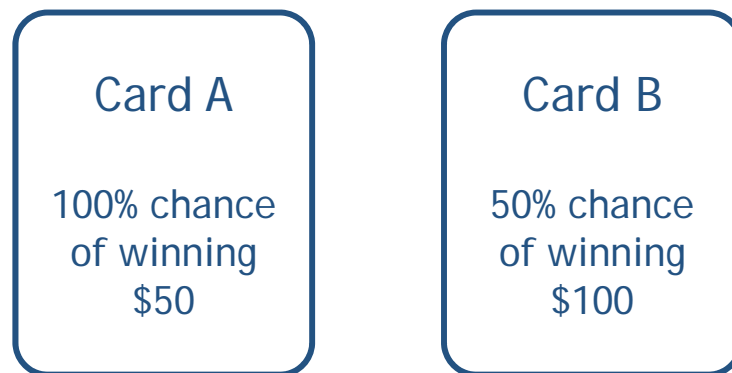 Card A
100% chance
of winning
$50
Card B
50% chance
of winning
$100